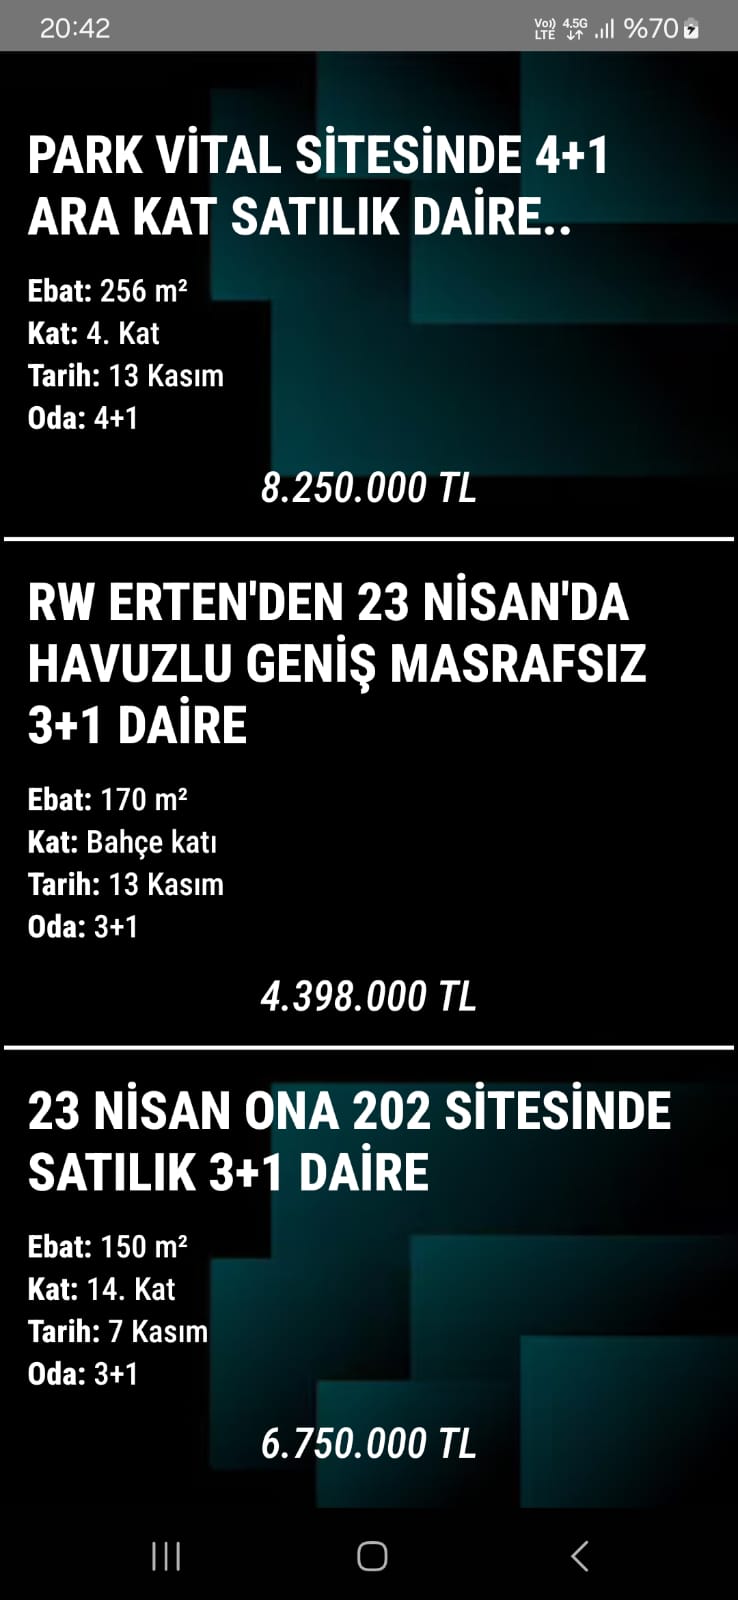 20:42
Vo)) LTE 4.5G %70
PARK VİTAL SİTESİNDE 4+1
ARA KAT SATILIK DAİRE..
Ebat: 256 m²
Kat: 4. Kat
Tarih: 13 Kasım
Oda: 4+1
8.250.000 TL
RW ERTEN'DEN 23 NİSAN'DA
HAVUZLU GENİŞ MASRAFSIZ
3+1 DAİRE
Ebat: 170 m²
Kat: Bahçe katı
Tarih: 13 Kasım
Oda: 3+1
4.398.000 TL
23 NİSAN ONA 202 SİTESİNDE
SATILIK 3+1 DAİRE
Ebat: 150 m²
Kat: 14. Kat
Tarih: 7 Kasım
Oda: 3+1
6.750.000 TL